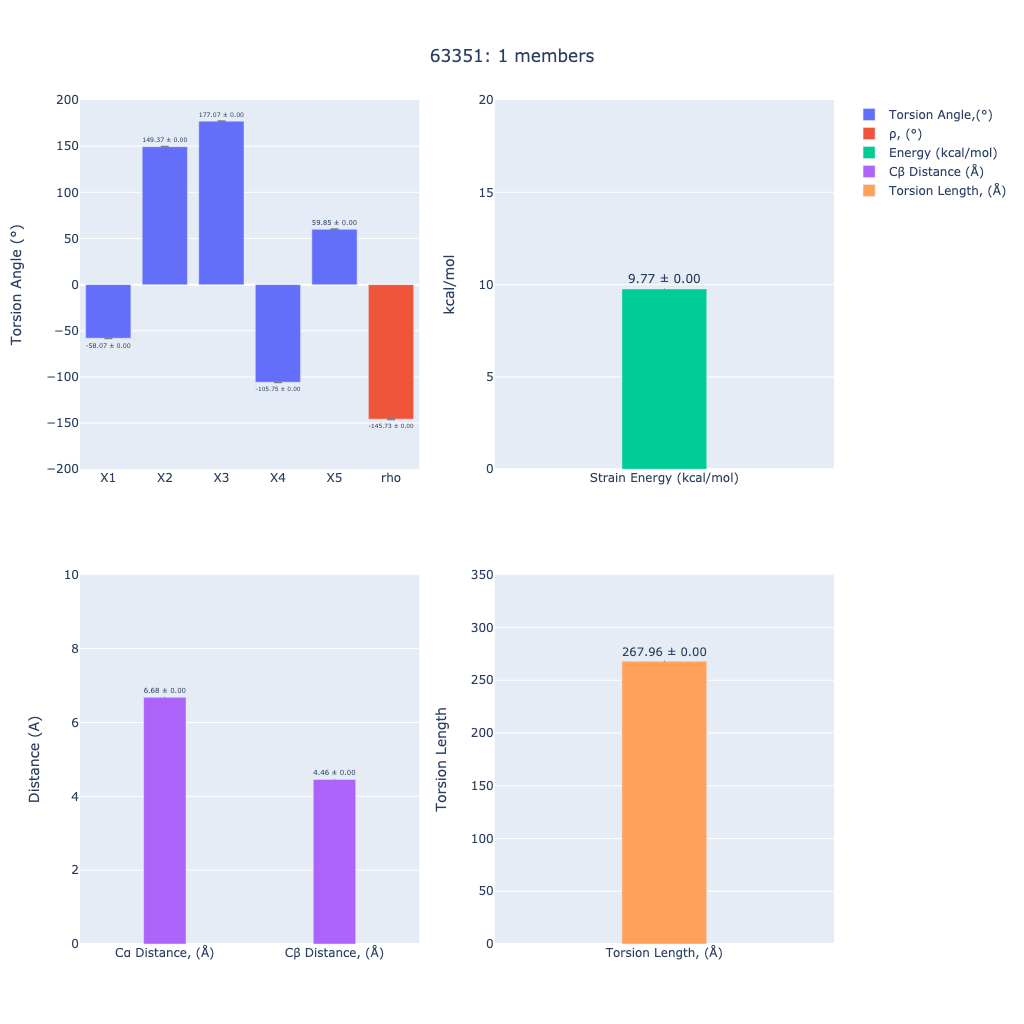 63351: 1 members
200
150
100
50
0
−50
−100
−150
−200
Torsion Angle (°)
-58.07 ± 0.00
149.37 ± 0.00
177.07 ± 0.00
-105.75 ± 0.00
59.85 ± 0.00
-145.73 ± 0.00
X1 X2 X3 X4 X5 rho
20
15
10
5
0
kcal/mol
9.77 ± 0.00
Strain Energy (kcal/mol)
Torsion Angle,(°)
ρ, (°)
Energy (kcal/mol)
Cβ Distance (Å)
Torsion Length, (Å)
10
8
6
4
2
0
Distance (A)
6.68 ± 0.00
4.46 ± 0.00
Cα Distance, (Å) Cβ Distance, (Å)
350
300
250
200
150
100
50
0
Torsion Length
267.96 ± 0.00
Torsion Length, (Å)